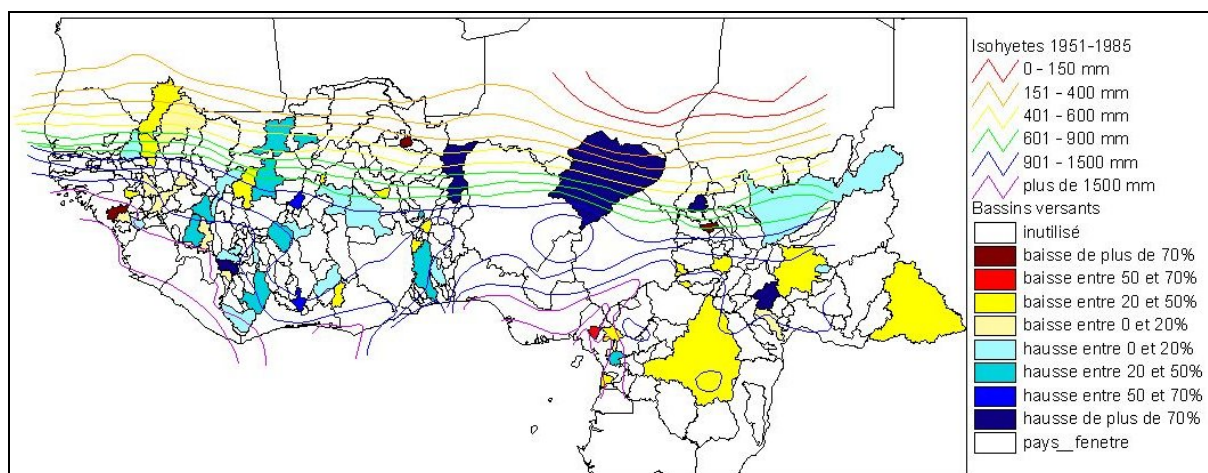 Isohyetes 1951-1985
0 - 150 mm
151 - 400 mm
401 - 600 mm
601 - 900 mm
901 - 1500 mm
plus de 1500 mm
Bassins versants
inutilisé
baisse de plus de 70%
baisse entre 50 et 70%
baisse entre 20 et 50%
baisse entre 0 et 20%
hausse entre 0 et 20%
hausse entre 20 et 50%
hausse entre 50 et 70%
hausse de plus de 70%
pays__fenetre